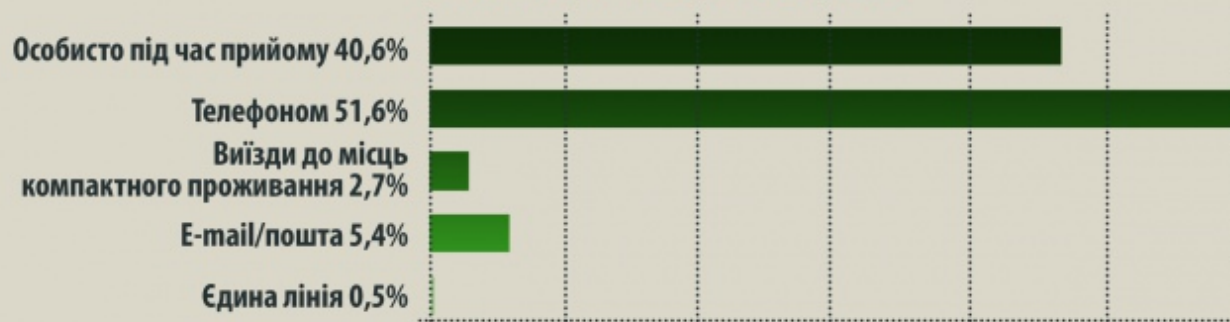 Особисто під час прийому 40,6%
Телефоном 51,6%
Виїзди до місць
компактного проживання 2,7%
E-mail/пошта 5,4%
Єдина лінія 0,5%